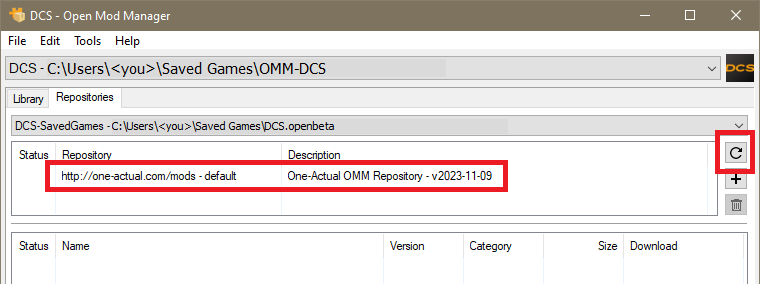 DCS - Open Mod Manager
File Edit Tools Help
DCS - C:\Users\<you>\Saved Games\OMM-DCS
DCS
Library Repositories
DCS-SavedGames - C:\Users\<you>\Saved Games\DCS.openbeta
Status Repository Description
http://one-actual.com/mods - default One-Actual OMM Repository - v2023-11-09
Status Name Version Category Size Download